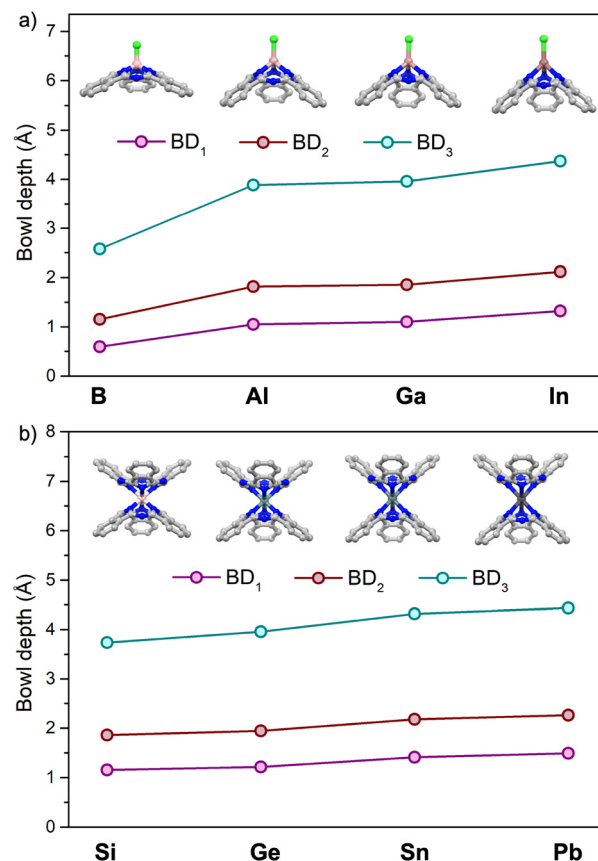 a)
7
6
5
4
3
2
1
0
Bowl depth (Å)
BD₁ BD₂ BD₃
B Al Ga In
b)
8
7
6
5
4
3
2
1
0
Bowl depth (Å)
BD₁ BD₂ BD₃
Si Ge Sn Pb